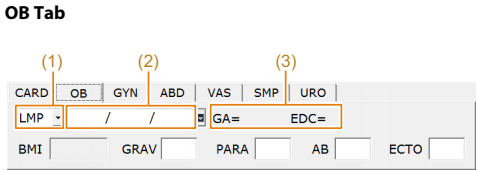 OB Tab
(1) (2) (3)
CARD OB GYN ABD VAS SMP URO
LMP / / GA= EDC=
BMI GRAV PARA AB ECTO